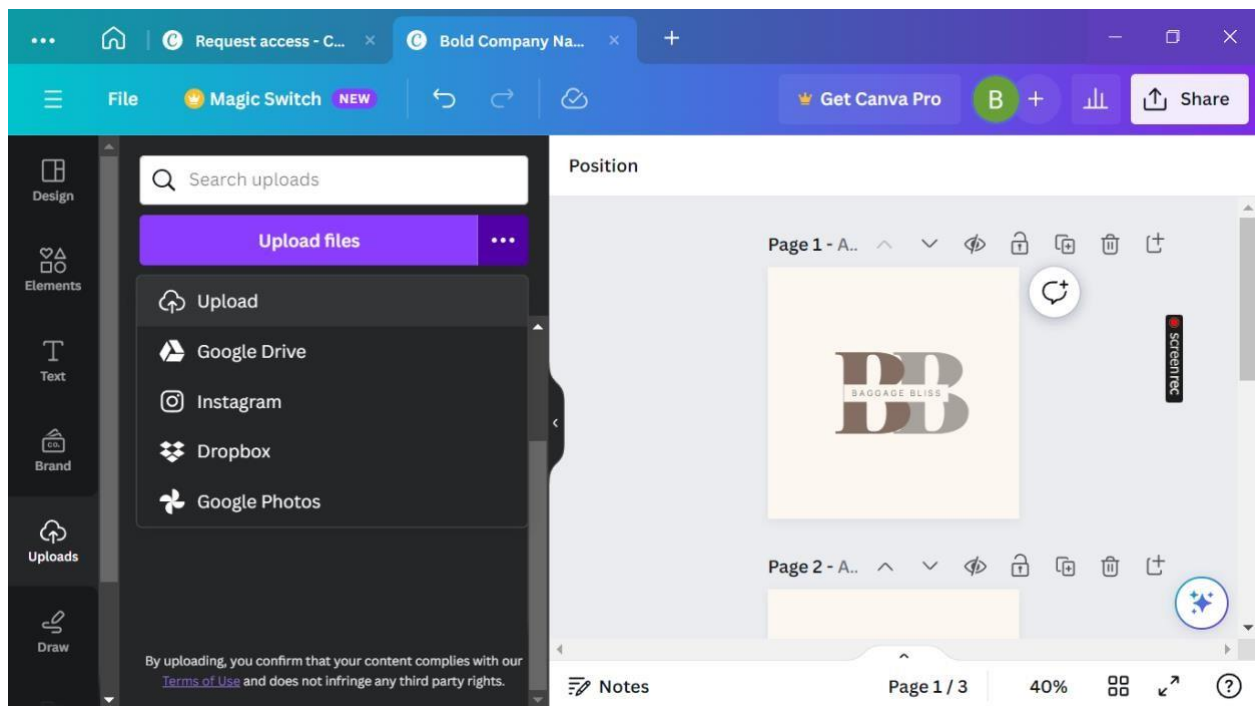 Request access - C...
Bold Company Na...
File
Magic Switch NEW
Get Canva Pro
B
Share
Design
Elements
Text
CO.
Brand
Uploads
Draw
Search uploads
Upload files
Upload
Google Drive
Instagram
Dropbox
Google Photos
By uploading, you confirm that your content complies with our
Terms of Use and does not infringe any third party rights.
Position
Page 1 - A..
BB
BAGGAGE BLISS
screenrec
Page 2 - A..
Notes
Page 1 / 3
40%